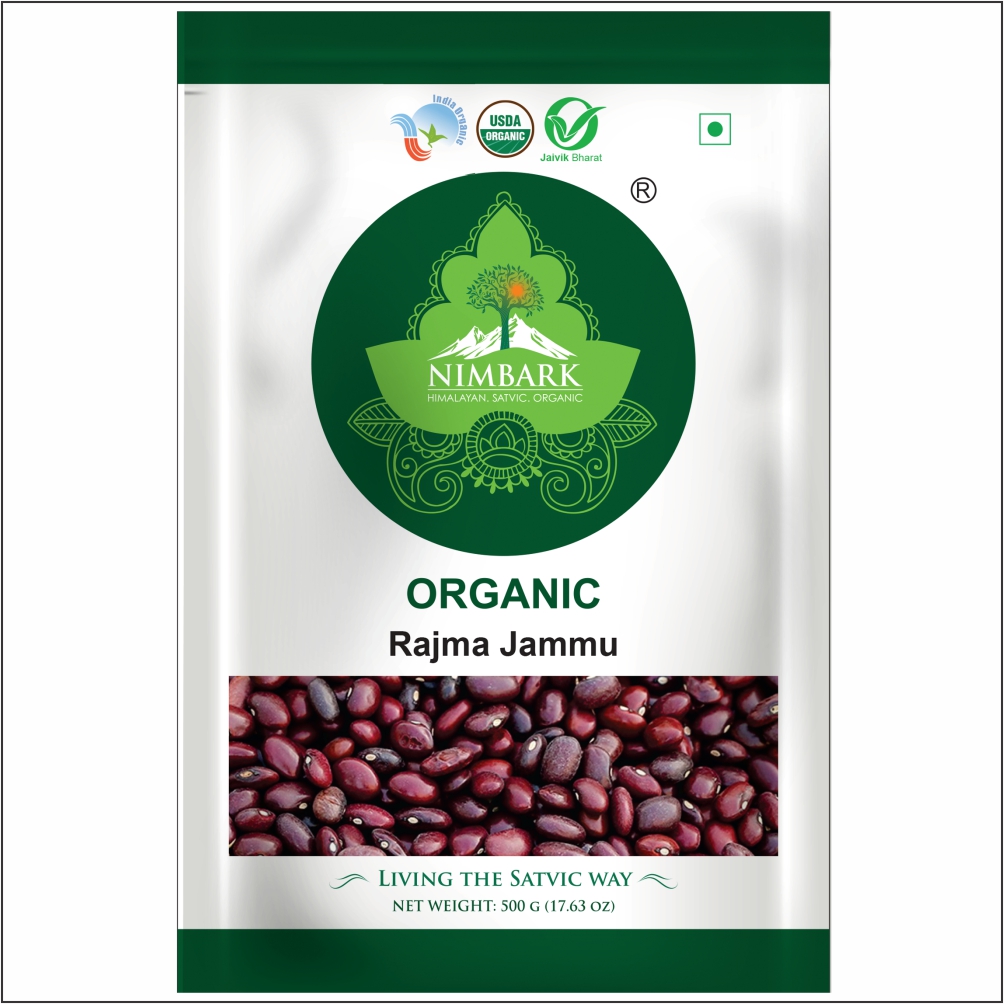 India Organic
USDA
ORGANIC
Jaivik Bharat
®
NIMBARK
HIMALAYAN. SATVIC. ORGANIC
ORGANIC
Rajma Jammu
LIVING THE SATVIC WAY
NET WEIGHT: 500 G (17.63 OZ)